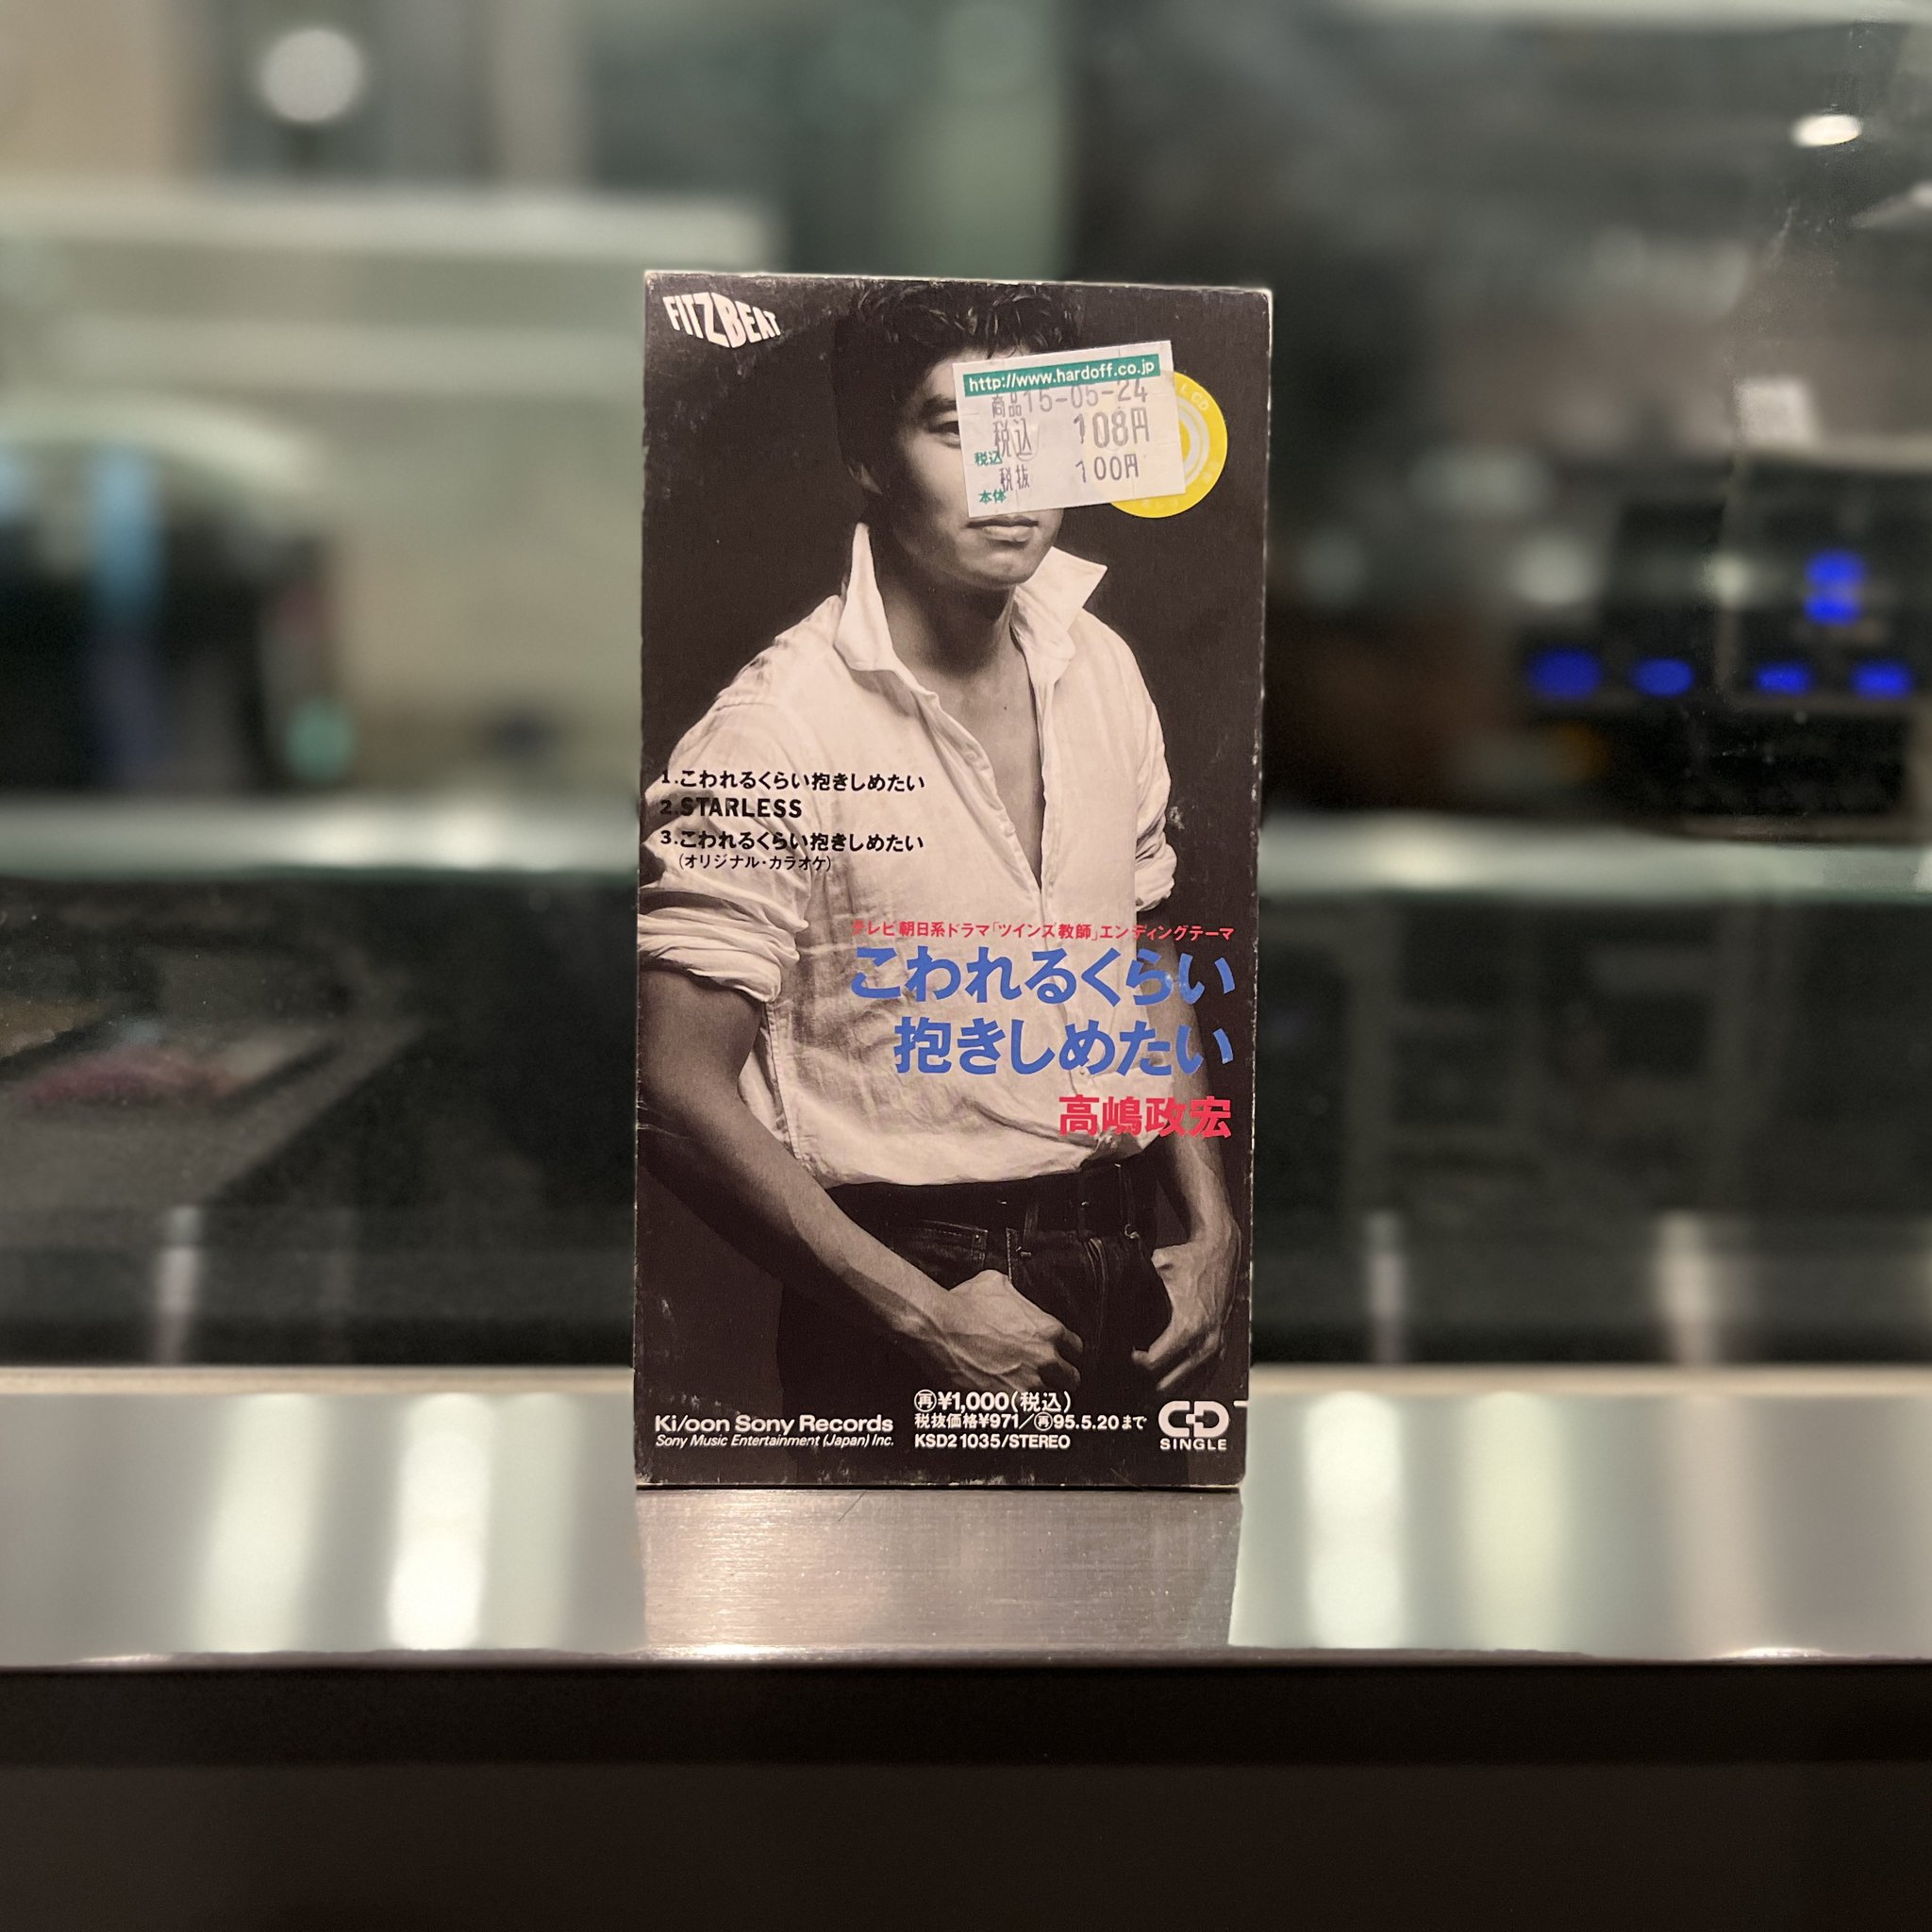 FITZBEAT
http://www.hardoff.co.jp
商品15-05-24
税込 108円
税込
税抜 100円
本体
1.こわれるくらい抱きしめたい
2.STARLESS
3.こわれるくらい抱きしめたい
(オリジナル・カラオケ)
テレビ朝日系ドラマ「ツインズ教師」エンディングテーマ
こわれるくらい
抱きしめたい
高嶋政宏
Ki/oon Sony Records
Sony Music Entertainment (Japan) Inc.
再¥1,000(税込)
税抜価格¥971/再95.5.20まで
KSD2 1035/STEREO
CD
SINGLE